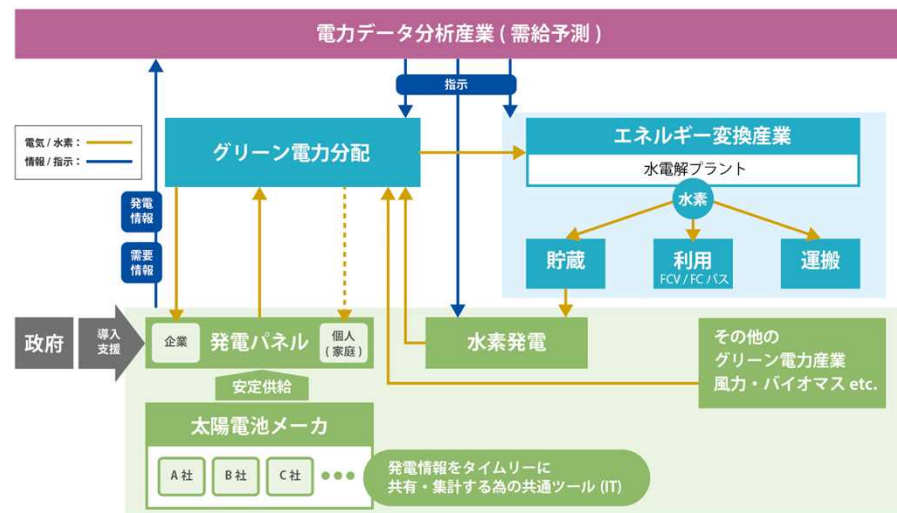 電力データ分析産業 ( 需給予測 )
指示
電気 / 水素：
情報 / 指示：
グリーン電力分配
エネルギー変換産業
水電解プラント
水素
発電
情報
需要
情報
貯蔵
利用
FCV / FC バス
運搬
政府
導入
支援
企業
発電パネル
個人
( 家庭 )
水素発電
その他の
グリーン電力産業
風力・バイオマス etc.
安定供給
太陽電池メーカ
A 社
B 社
C 社
●●●
発電情報をタイムリーに
共有・集計する為の共通ツール (IT)